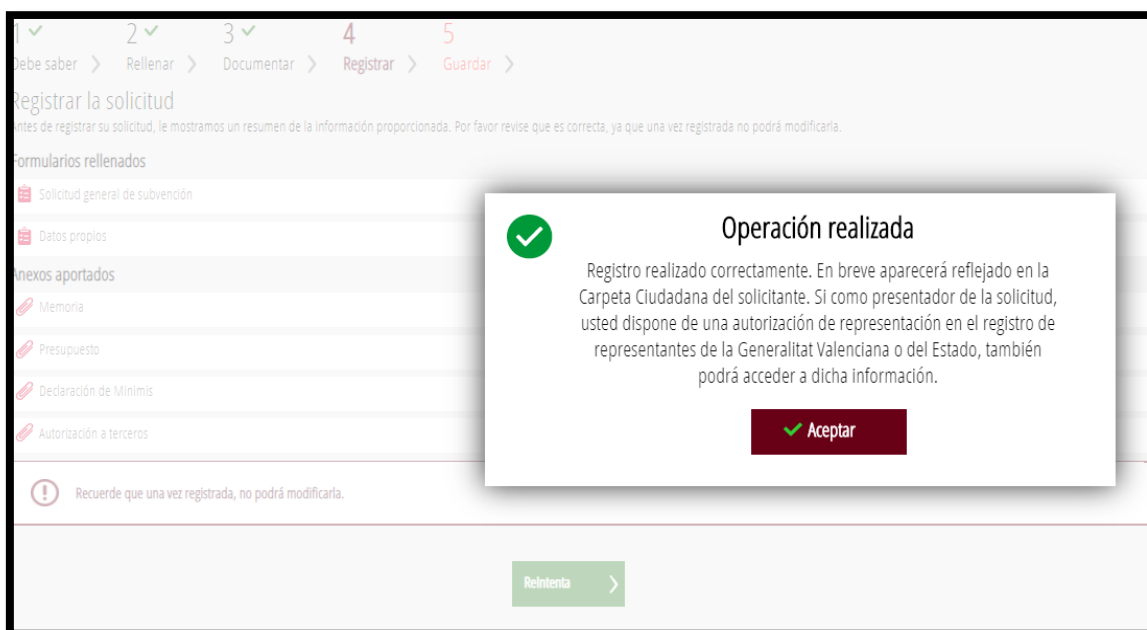 1 2 3 4 5
Debe saber Rellenar Documentar Registrar Guardar
Registrar la solicitud
Antes de registrar su solicitud, le mostramos un resumen de la información proporcionada. Por favor revise que es correcta, ya que una vez registrada no podrá modificarla.
Formularios rellenados
Solicitud general de subvención
Datos propios
Anexos aportados
Memoria
Presupuesto
Declaración de Minimis
Autorización a terceros
Operación realizada
Registro realizado correctamente. En breve aparecerá reflejado en la
Carpeta Ciudadana del solicitante. Si como presentador de la solicitud,
usted dispone de una autorización de representación en el registro de
representantes de la Generalitat Valenciana o del Estado, también
podrá acceder a dicha información.
Aceptar
Recuerde que una vez registrada, no podrá modificarla.
Reintenta